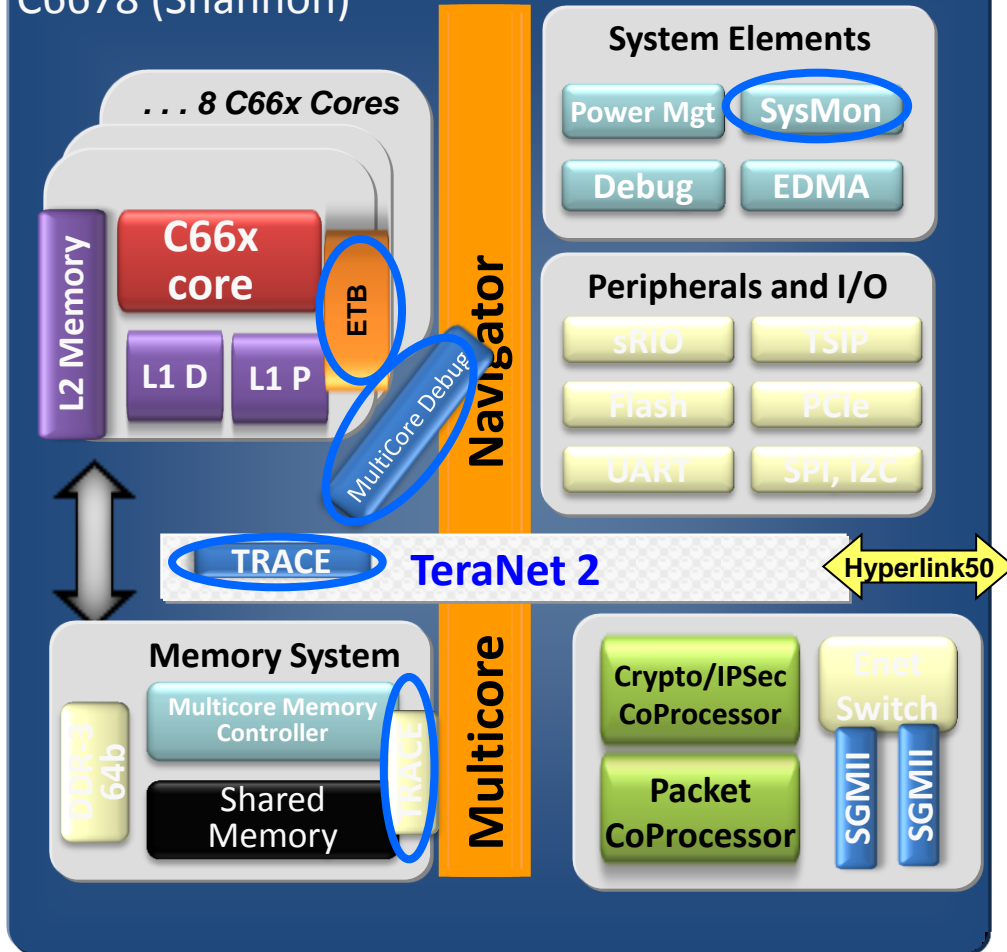 C6678 (Shannon)
. . . 8 C66x Cores
L2 Memory
C66x
core
L1 D
L1 P
ETB
MultiCore Debug
Multicore Navigator
System Elements
Power Mgt
SysMon
Debug
EDMA
Peripherals and I/O
sRIO
TSIP
Flash
PCIe
UART
SPI, I2C
TRACE
TeraNet 2
Hyperlink50
Memory System
DDR-3
64b
Multicore Memory
Controller
Shared
Memory
TRACE
Crypto/IPSec
CoProcessor
Packet
CoProcessor
Enet
Switch
SGMII
SGMII